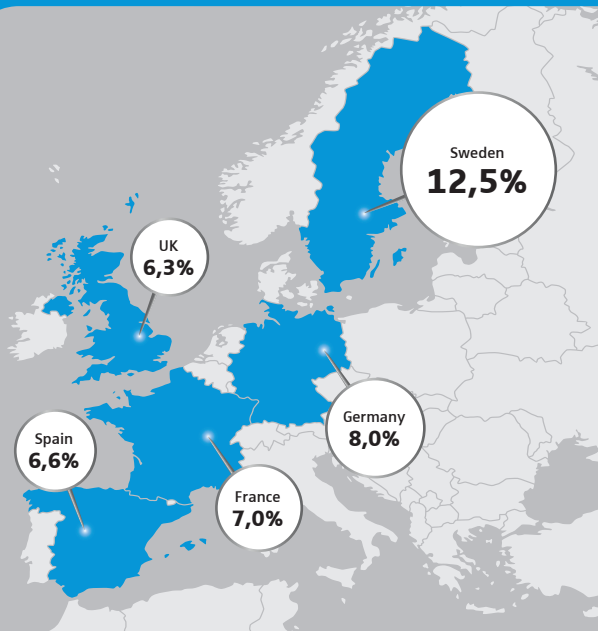 Sweden
12,5%
UK
6,3%
Germany
8,0%
Spain
6,6%
France
7,0%